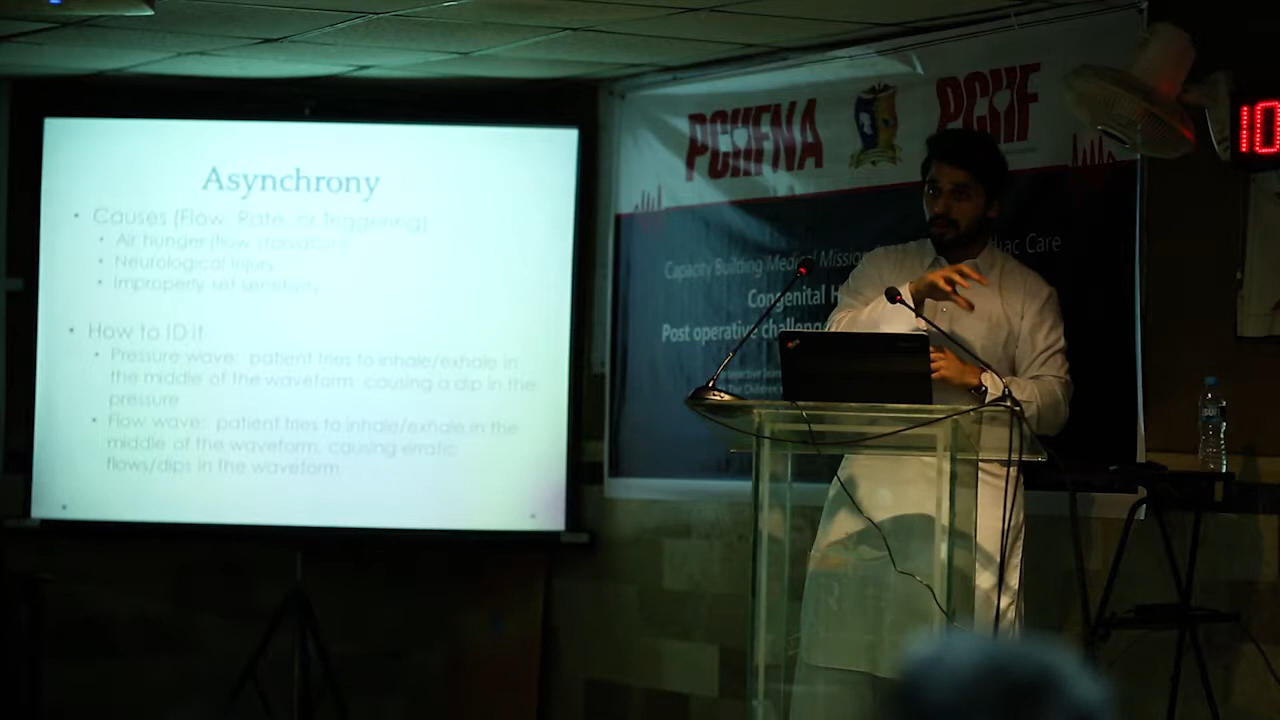 Asynchrony
• Causes (Flow, Rate, or Triggering)
• Air hunger (flow starvation)
• Neurological Injury
• Improperly set sensitivity
• How to ID it
• Pressure wave: patient tries to inhale/exhale in
the middle of the waveform, causing a dip in the
pressure
• Flow wave: patient tries to inhale/exhale in the
middle of the waveform, causing erratic
flows/dips in the waveform
PCHFNA PCHF
Capacity Building Medical Mission
Care
Congenital
Post operative
The Children's
10